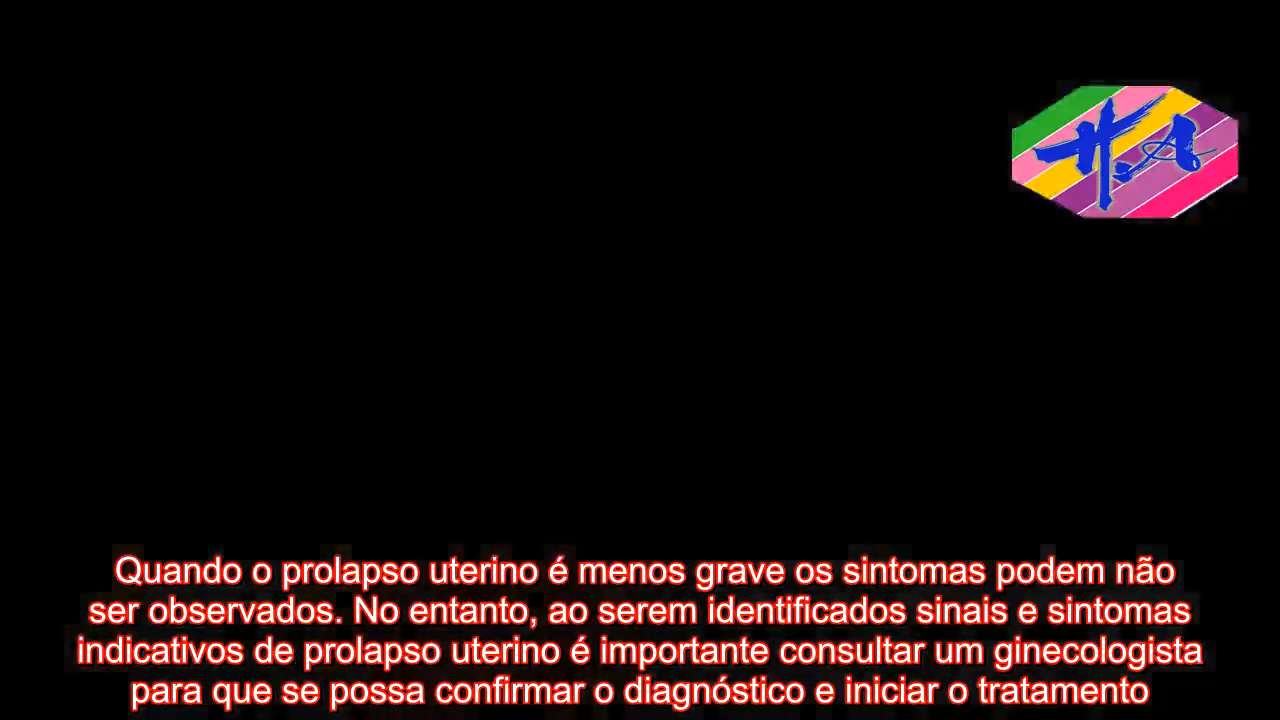 HA
Quando o prolapso uterino é menos grave os sintomas podem não
ser observados. No entanto, ao serem identificados sinais e sintomas
indicativos de prolapso uterino é importante consultar um ginecologista
para que se possa confirmar o diagnóstico e iniciar o tratamento